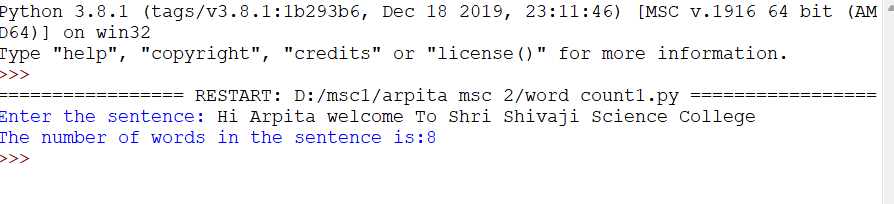 Python 3.8.1 (tags/v3.8.1:1b293b6, Dec 18 2019, 23:11:46) [MSC v.1916 64 bit (AM
D64)] on win32
Type "help", "copyright", "credits" or "license()" for more information.
>>>
================= RESTART: D:/msc1/arpita msc 2/word count1.py =================
Enter the sentence: Hi Arpita welcome To Shri Shivaji Science College
The number of words in the sentence is:8
>>>